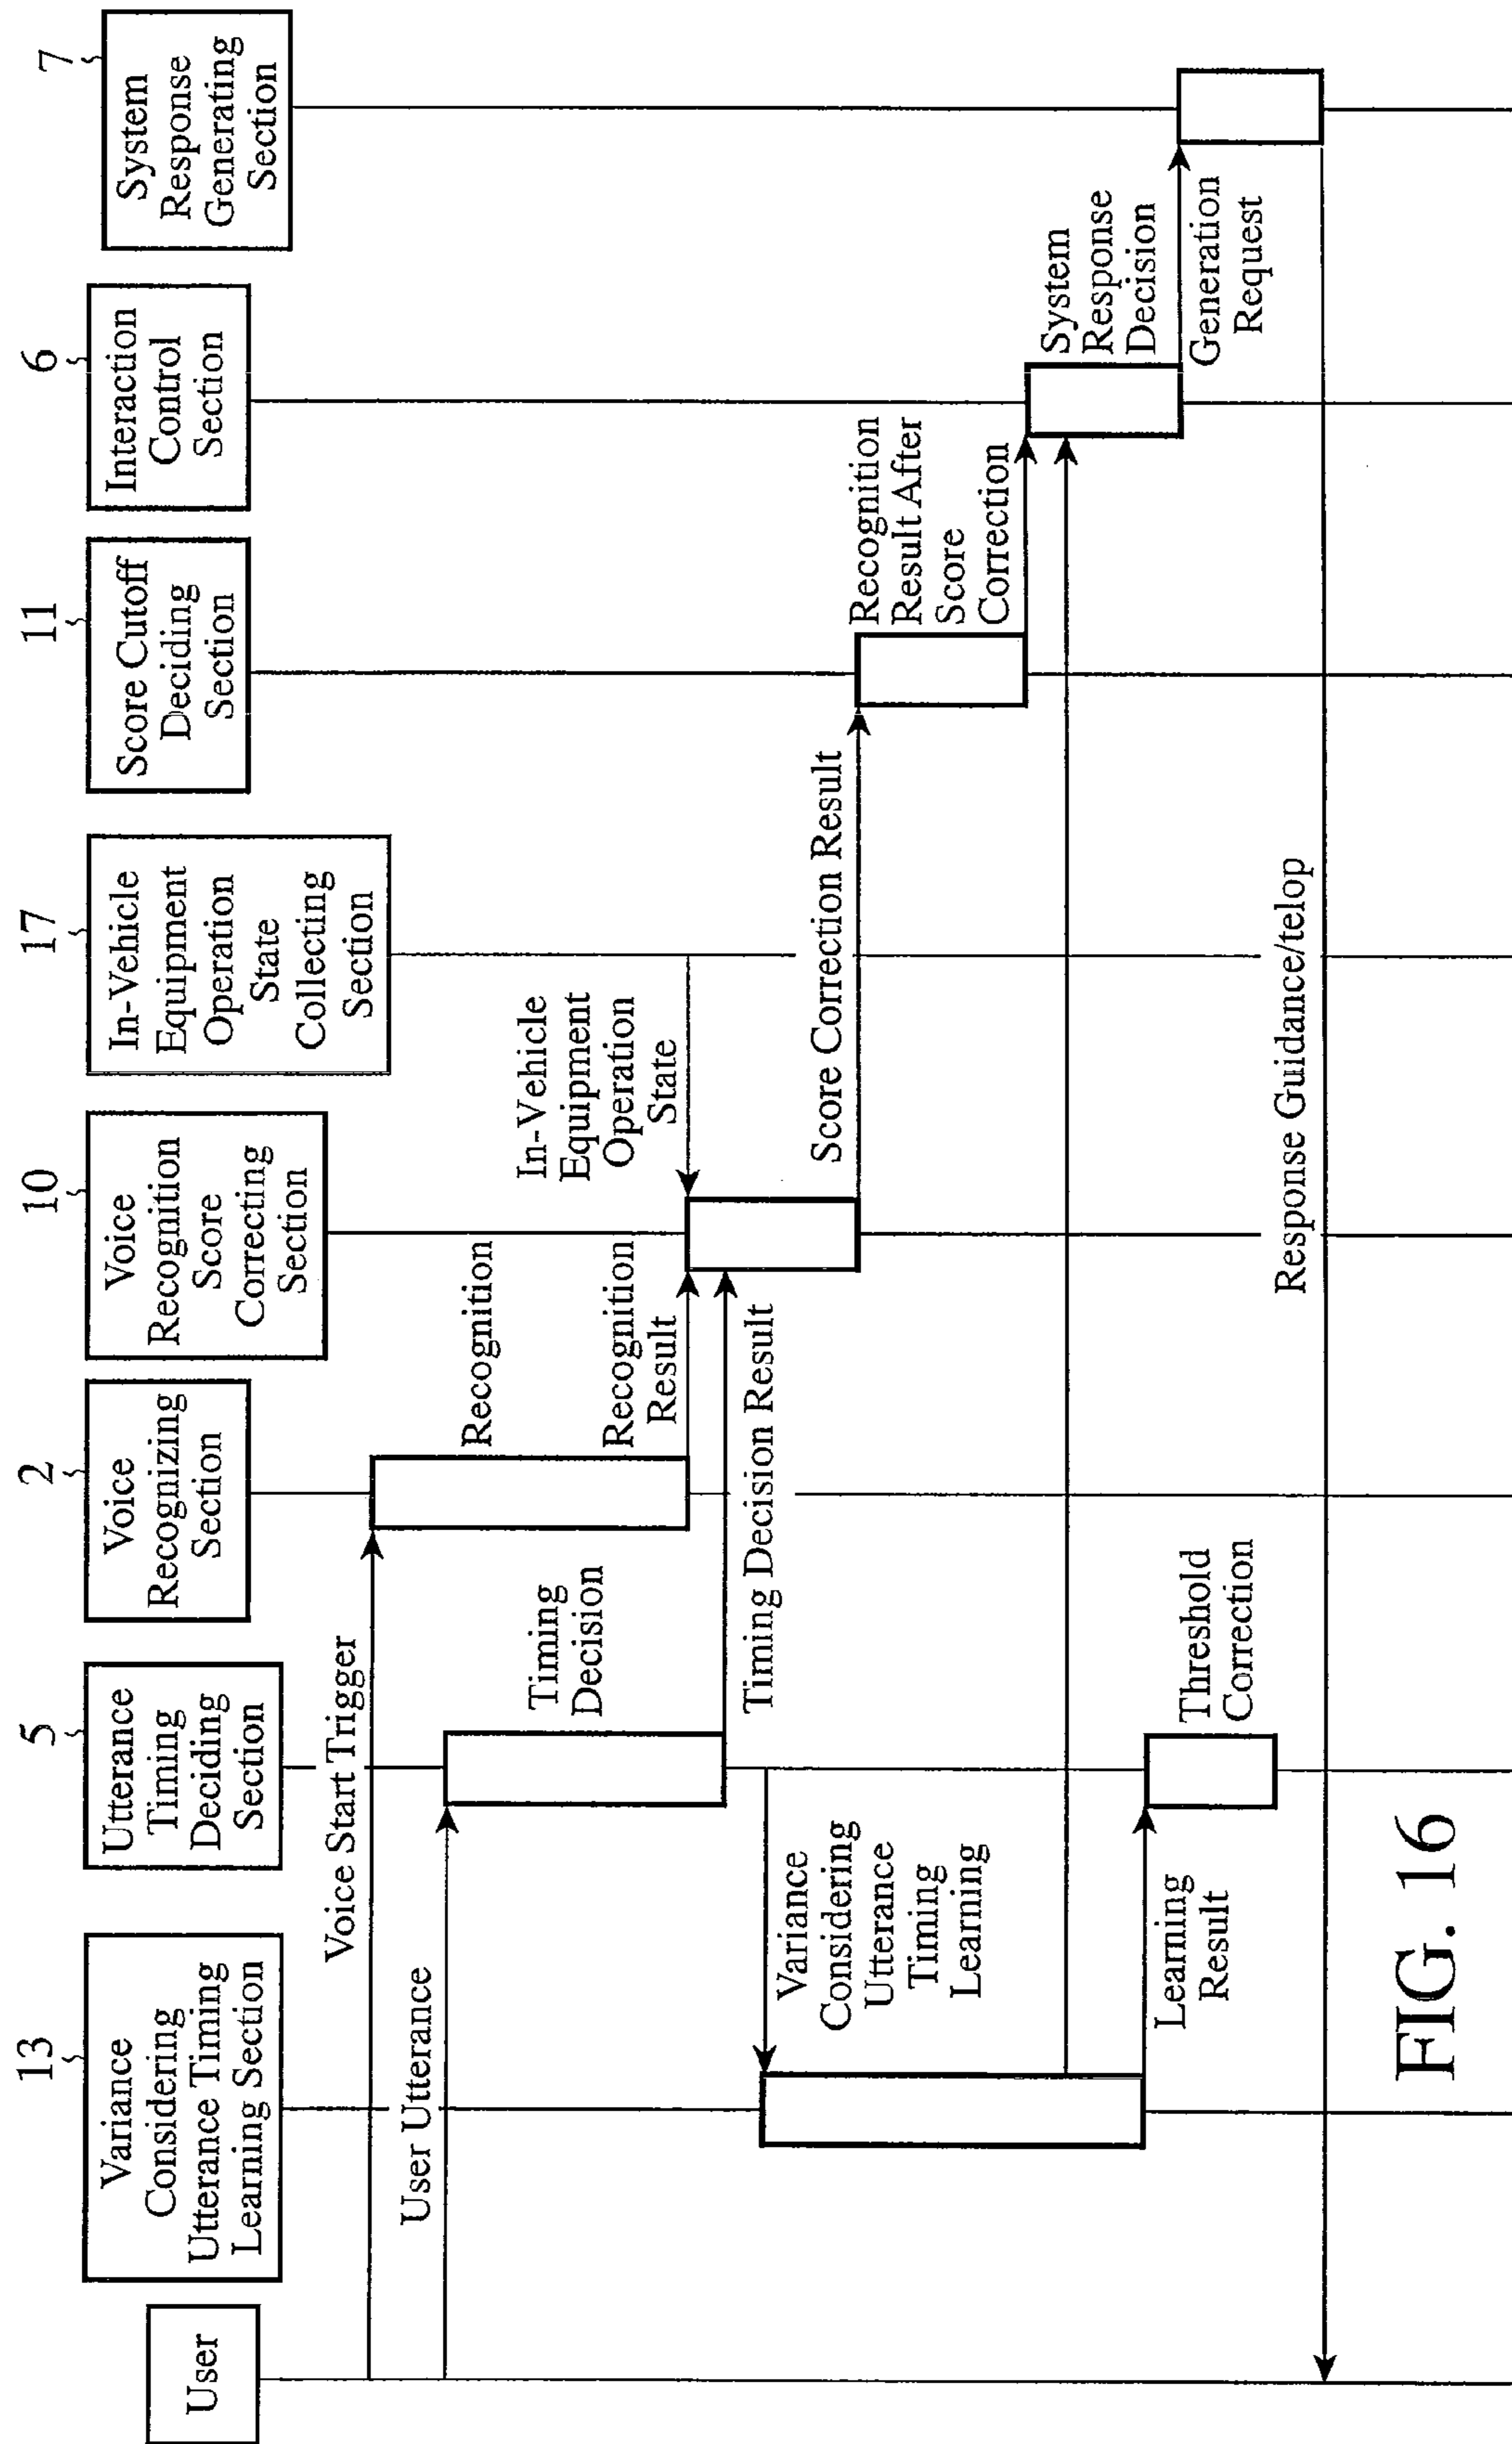 User
13
Variance
Considering
Utterance Timing
Learning Section
5
Utterance
Timing
Deciding
Section
2
Voice
Recognizing
Section
10
Voice
Recognition
Score
Correcting
Section
17
In-Vehicle
Equipment
Operation
State
Collecting
Section
11
Score Cutoff
Deciding
Section
6
Interaction
Control
Section
7
System
Response
Generating
Section
Voice Start Trigger
User Utterance
Recognition
Timing
Decision
Recognition
Result
In-Vehicle
Equipment
Operation
State
Timing Decision Result
Variance
Considering
Utterance
Timing
Learning
Score Correction Result
Recognition
Result After
Score
Correction
System
Response
Decision
Learning
Result
Threshold
Correction
Generation
Request
Response Guidance/telop
FIG. 16